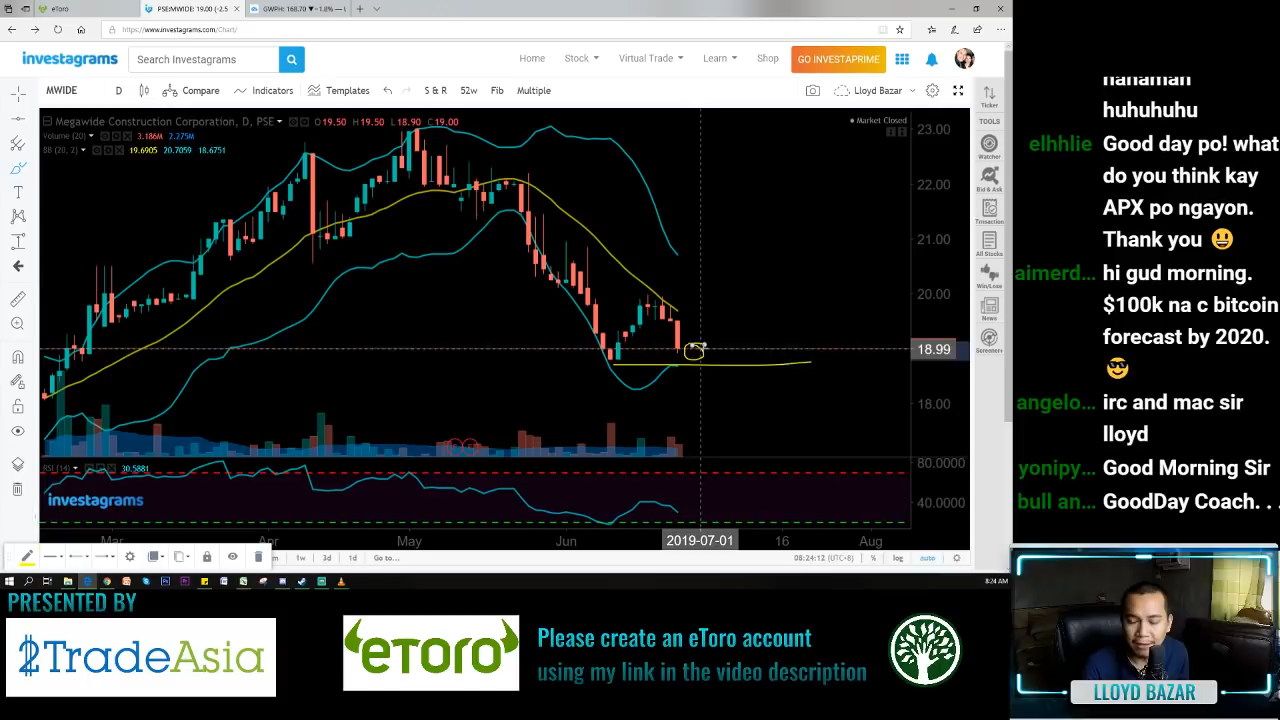 eToro
PSE:MWIDE: 19.00 (-2.5
GWPH: 168.70 ▼−1.8% — U
https://www.investagrams.com/Chart/
investagrams
Search Investagrams
Home
Stock
Virtual Trade
Learn
Shop
GO INVESTAPRIME
MWIDE
D
Compare
Indicators
Templates
S & R
52w
Fib
Multiple
Lloyd Bazar
Ticker
TOOLS
Watcher
Bid & Ask
Trnsaction
All Stocks
Win/Loss
News
Screener+
Megawide Construction Corporation, D, PSE
O 19.50 H 19.50 L 18.90 C 19.00
Market Closed
Volume (20) 3.186M 2.275M
BB (20, 2) 19.6905 20.7059 18.6751
23.00
22.00
21.00
20.00
18.99
18.00
RSI (14) 30.5881
80.0000
40.0000
investagrams
Mar
Apr
May
Jun
2019-07-01
16
Aug
1w
3d
1d
Go to...
08:24:12 (UTC+8)
%
log
auto
8:24 AM
nanaman
huhuhuhu
elhhlie Good day po! what
do you think kay
APX po ngayon.
Thank you 😃
aimerd... hi gud morning.
$100k na c bitcoin
forecast by 2020.
😎
angelo... irc and mac sir
lloyd
yonipy... Good Morning Sir
bull an... GoodDay Coach. . .
PRESENTED BY
2TradeAsia
eToro
Please create an eToro account
using my link in the video description
LLOYD BAZAR